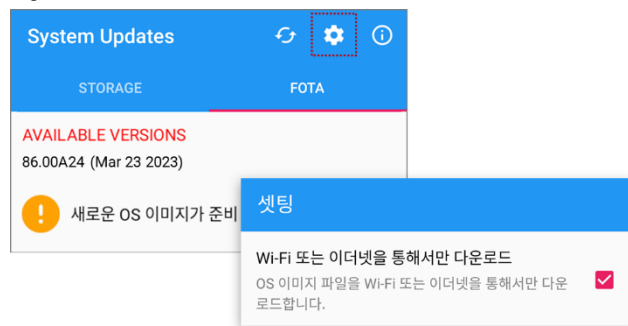 System Updates
STORAGE
FOTA
AVAILABLE VERSIONS
86.00A24 (Mar 23 2023)
새로운 OS 이미지가 준비
셋팅
Wi-Fi 또는 이더넷을 통해서만 다운로드
OS 이미지 파일을 Wi-Fi 또는 이더넷을 통해서만 다운
로드합니다.